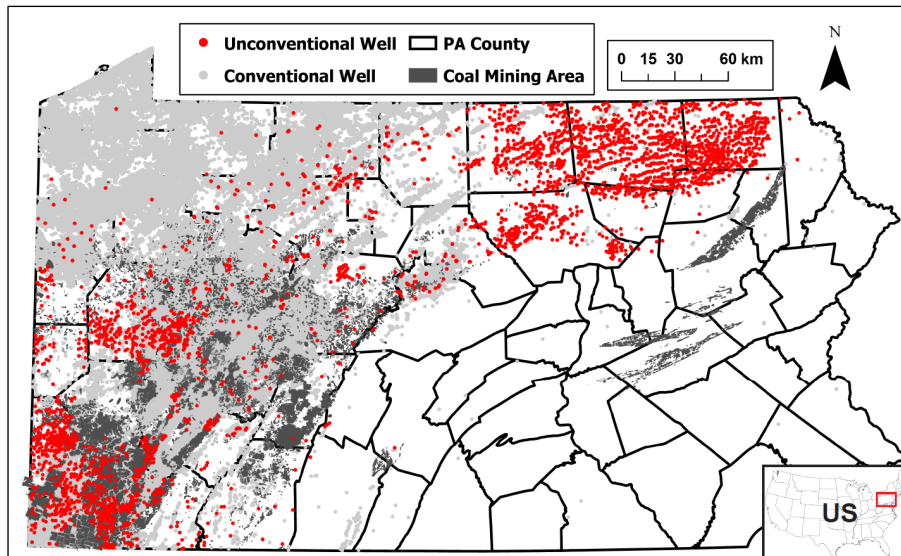 Unconventional Well
PA County
Conventional Well
Coal Mining Area
0 15 30 60 km
N
US